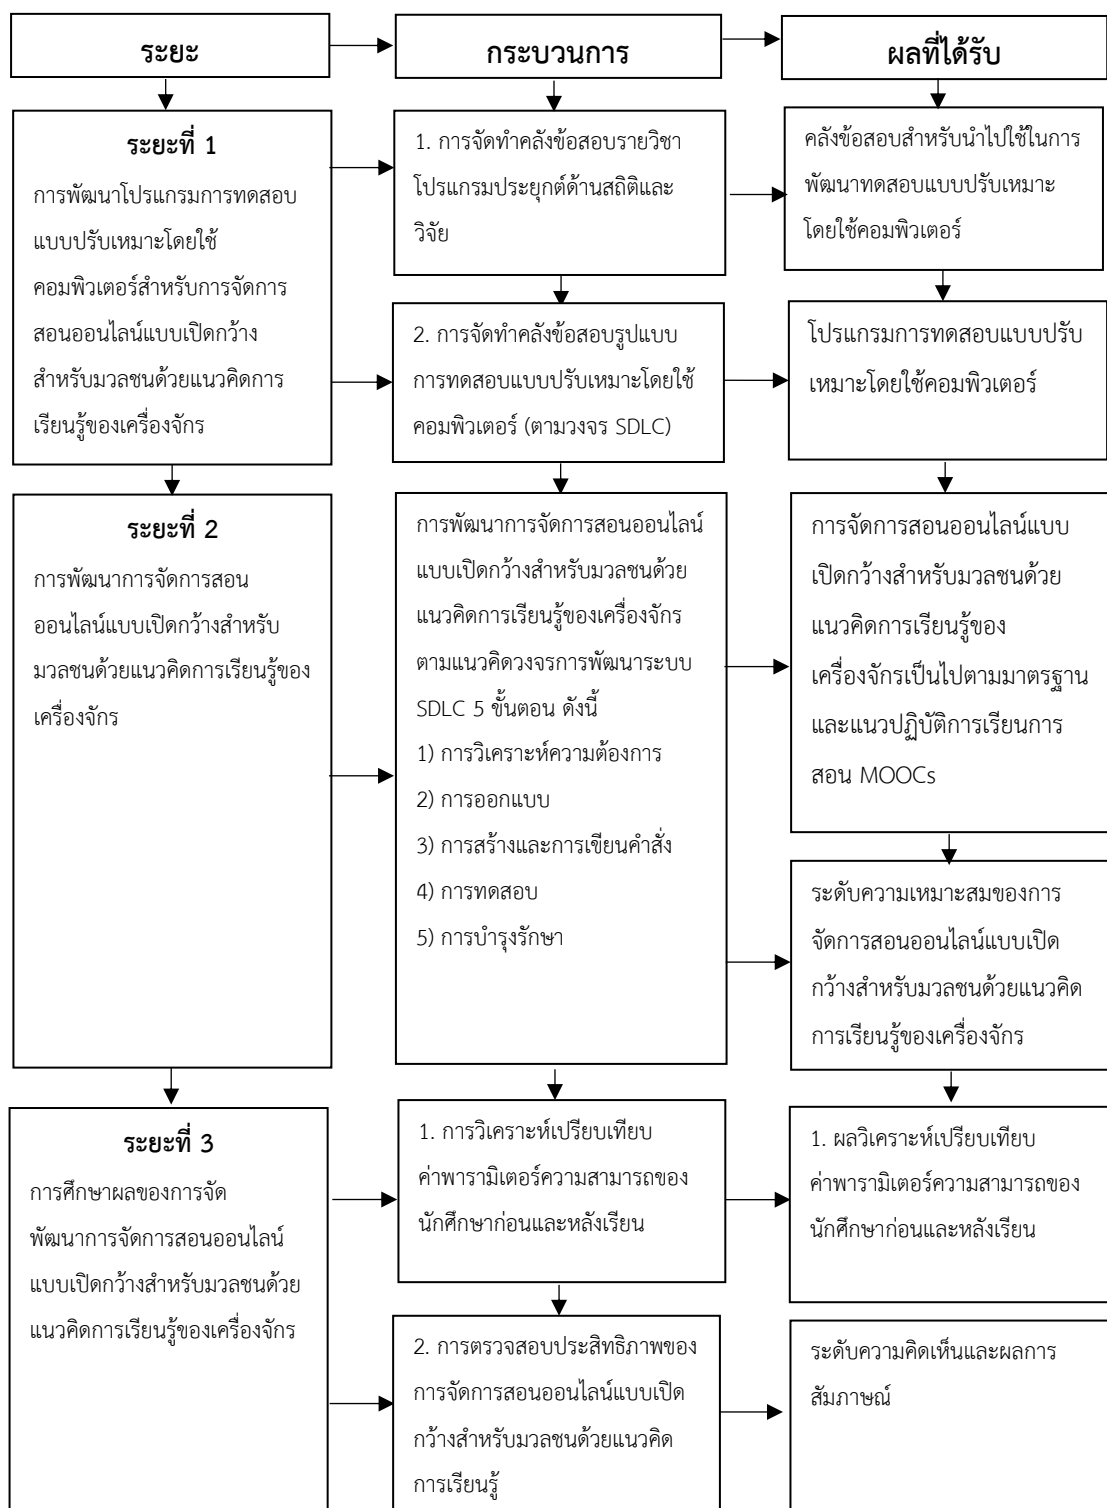 ระยะ
กระบวนการ
ผลที่ได้รับ
ระยะที่ 1
การพัฒนาโปรแกรมการทดสอบ
แบบปรับเหมาะโดยใช้
คอมพิวเตอร์สำหรับการจัดการ
สอนออนไลน์แบบเปิดกว้าง
สำหรับมวลชนด้วยแนวคิดการ
เรียนรู้ของเครื่องจักร
1. การจัดทำคลังข้อสอบรายวิชา
โปรแกรมประยุกต์ด้านสถิติและ
วิจัย
คลังข้อสอบสำหรับนำไปใช้ในการ
พัฒนาทดสอบแบบปรับเหมาะ
โดยใช้คอมพิวเตอร์
2. การจัดทำคลังข้อสอบรูปแบบ
การทดสอบแบบปรับเหมาะโดยใช้
คอมพิวเตอร์ (ตามวงจร SDLC)
โปรแกรมการทดสอบแบบปรับ
เหมาะโดยใช้คอมพิวเตอร์
ระยะที่ 2
การพัฒนาการจัดการสอน
ออนไลน์แบบเปิดกว้างสำหรับ
มวลชนด้วยแนวคิดการเรียนรู้ของ
เครื่องจักร
การพัฒนาการจัดการสอนออนไลน์
แบบเปิดกว้างสำหรับมวลชนด้วย
แนวคิดการเรียนรู้ของเครื่องจักร
ตามแนวคิดวงจรการพัฒนาระบบ
SDLC 5 ขั้นตอน ดังนี้
1) การวิเคราะห์ความต้องการ
2) การออกแบบ
3) การสร้างและการเขียนคำสั่ง
4) การทดสอบ
5) การบำรุงรักษา
การจัดการสอนออนไลน์แบบ
เปิดกว้างสำหรับมวลชนด้วย
แนวคิดการเรียนรู้ของ
เครื่องจักรเป็นไปตามมาตรฐาน
และแนวปฏิบัติการเรียนการ
สอน MOOCs
ระดับความเหมาะสมของการ
จัดการสอนออนไลน์แบบเปิด
กว้างสำหรับมวลชนด้วยแนวคิด
การเรียนรู้ของเครื่องจักร
ระยะที่ 3
การศึกษาผลของการจัด
พัฒนาการจัดการสอนออนไลน์
แบบเปิดกว้างสำหรับมวลชนด้วย
แนวคิดการเรียนรู้ของเครื่องจักร
1. การวิเคราะห์เปรียบเทียบ
ค่าพารามิเตอร์ความสามารถของ
นักศึกษาก่อนและหลังเรียน
1. ผลวิเคราะห์เปรียบเทียบ
ค่าพารามิเตอร์ความสามารถของ
นักศึกษาก่อนและหลังเรียน
2. การตรวจสอบประสิทธิภาพของ
การจัดการสอนออนไลน์แบบเปิด
กว้างสำหรับมวลชนด้วยแนวคิด
การเรียนรู้
ระดับความคิดเห็นและผลการ
สัมภาษณ์